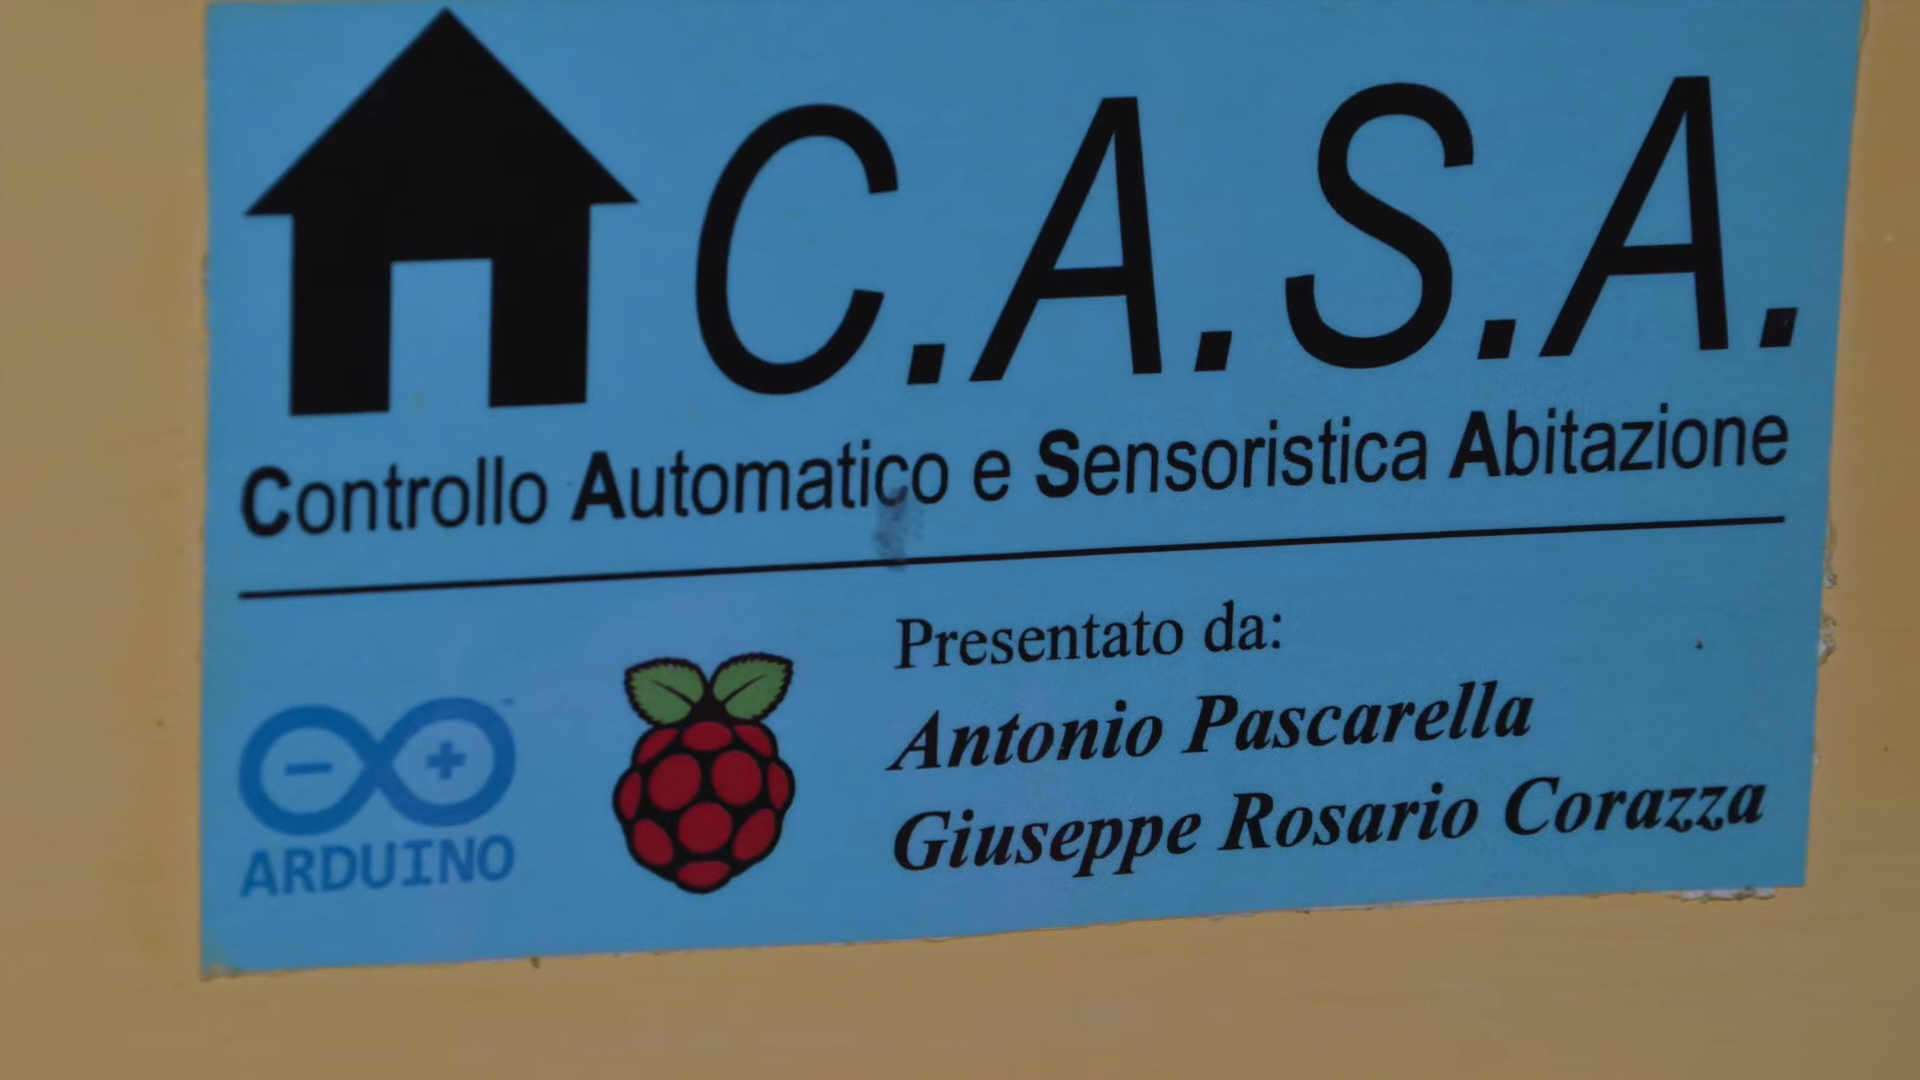 C.A.S.A.
Controllo Automatico e Sensoristica Abitazione
Presentato da:
Antonio Pascarella
Giuseppe Rosario Corazza
ARDUINO